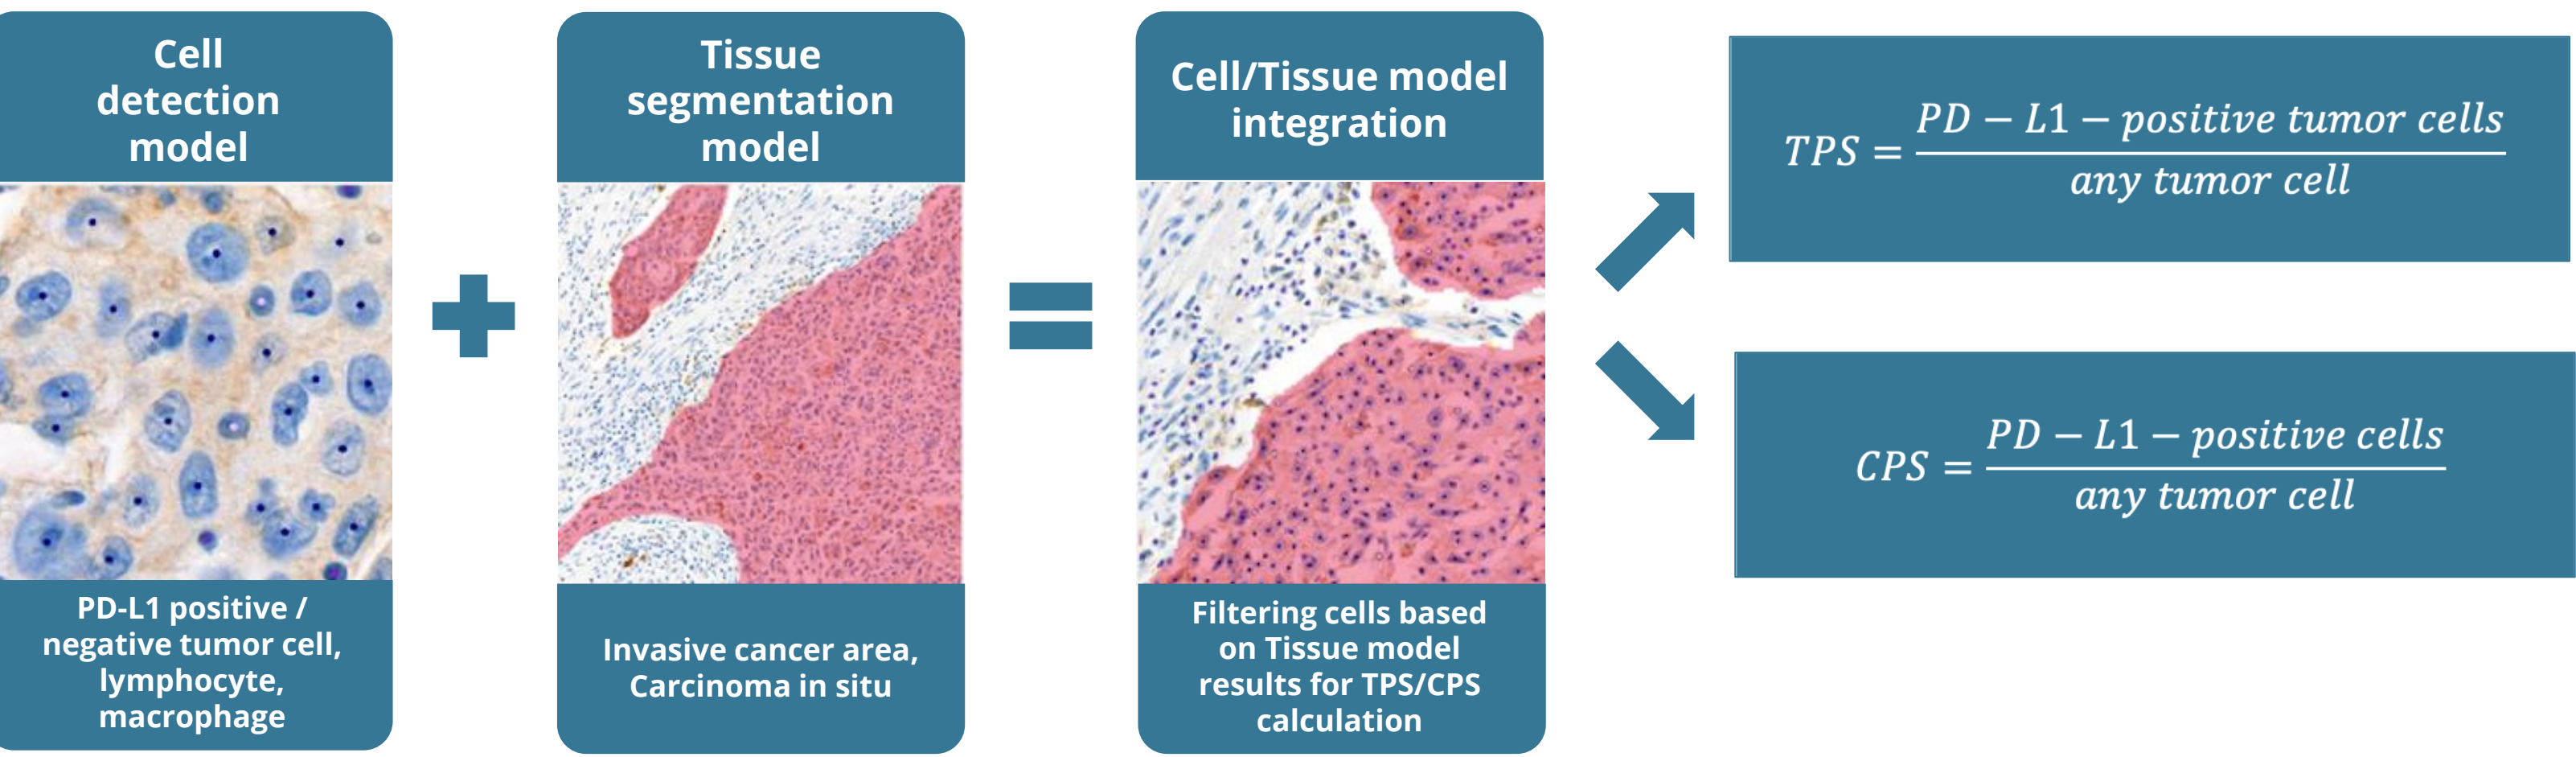 Cell
detection
model
PD-L1 positive /
negative tumor cell,
lymphocyte,
macrophage
Tissue
segmentation
model
Invasive cancer area,
Carcinoma in situ
Cell/Tissue model
integration
Filtering cells based
on Tissue model
results for TPS/CPS
calculation
TPS = PD − L1 − positive tumor cells
any tumor cell
CPS = PD − L1 − positive cells
any tumor cell